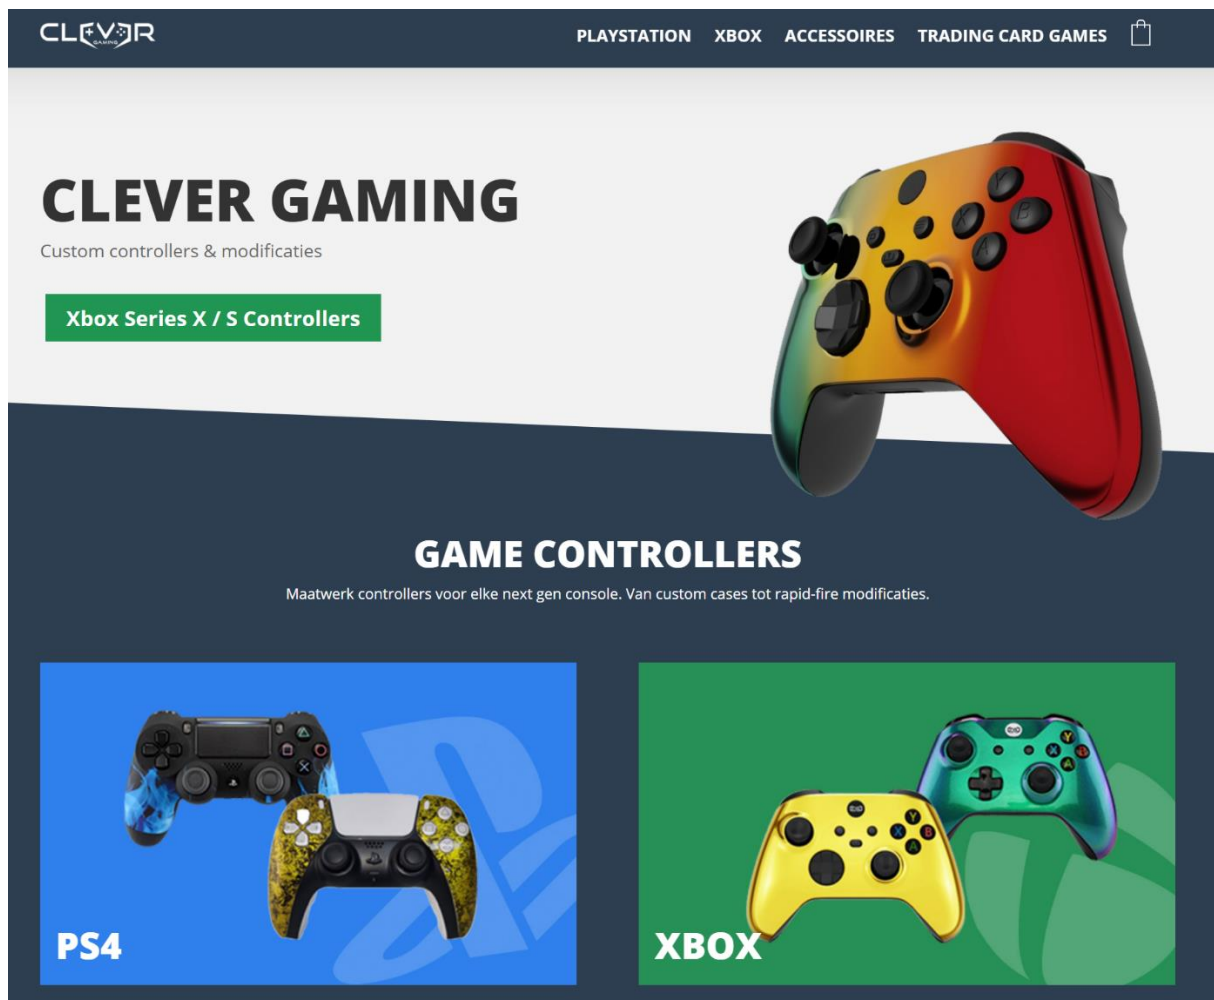 CLEVER
GAMING
PLAYSTATION XBOX ACCESSOIRES TRADING CARD GAMES
CLEVER GAMING
Custom controllers & modificaties
Xbox Series X / S Controllers
Y
X B
A
GAME CONTROLLERS
Maatwerk controllers voor elke next gen console. Van custom cases tot rapid-fire modificaties.
Y
X B
A
Y
X B
A
PS4
XBOX